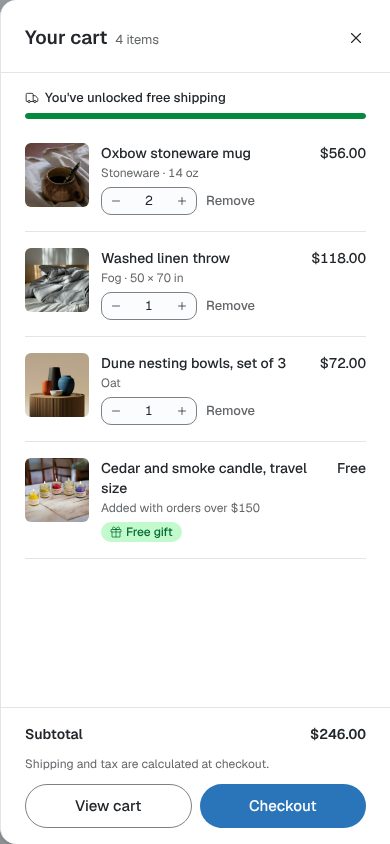 Your cart 4 items
You've unlocked free shipping
Oxbow stoneware mug $56.00
Stoneware · 14 oz
− 2 + Remove
Washed linen throw $118.00
Fog · 50 × 70 in
− 1 + Remove
Dune nesting bowls, set of 3 $72.00
Oat
− 1 + Remove
Cedar and smoke candle, travel Free
size
Added with orders over $150
Free gift
Subtotal $246.00
Shipping and tax are calculated at checkout.
View cart Checkout